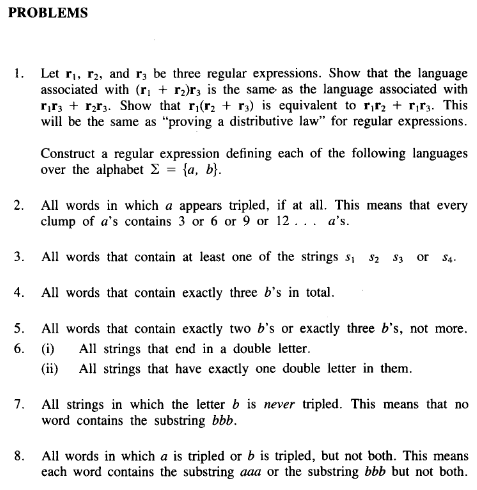 PROBLEMS
1. Let r₁, r₂, and r₃ be three regular expressions. Show that the language
associated with (r₁ + r₂)r₃ is the same as the language associated with
r₁r₃ + r₂r₃. Show that r₁(r₂ + r₃) is equivalent to r₁r₂ + r₁r₃. This
will be the same as “proving a distributive law” for regular expressions.
Construct a regular expression defining each of the following languages
over the alphabet Σ = {a, b}.
2. All words in which a appears tripled, if at all. This means that every
clump of a's contains 3 or 6 or 9 or 12 . . . a's.
3. All words that contain at least one of the strings s₁ s₂ s₃ or s₄.
4. All words that contain exactly three b's in total.
5. All words that contain exactly two b's or exactly three b's, not more.
6. (i) All strings that end in a double letter.
(ii) All strings that have exactly one double letter in them.
7. All strings in which the letter b is never tripled. This means that no
word contains the substring bbb.
8. All words in which a is tripled or b is tripled, but not both. This means
each word contains the substring aaa or the substring bbb but not both.